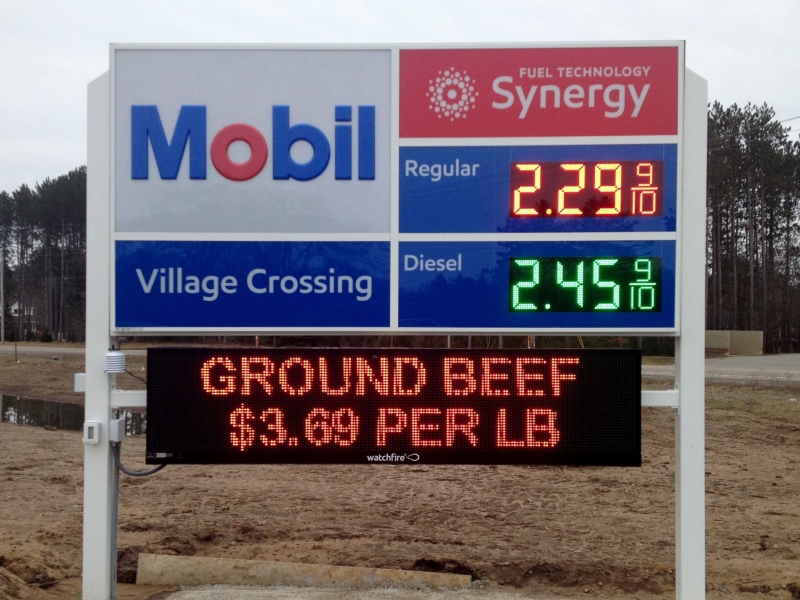 Mobil
FUEL TECHNOLOGY
Synergy
Regular 2.29 9/10
Village Crossing
Diesel 2.45 9/10
GROUND BEEF
$3.69 PER LB
watchfire